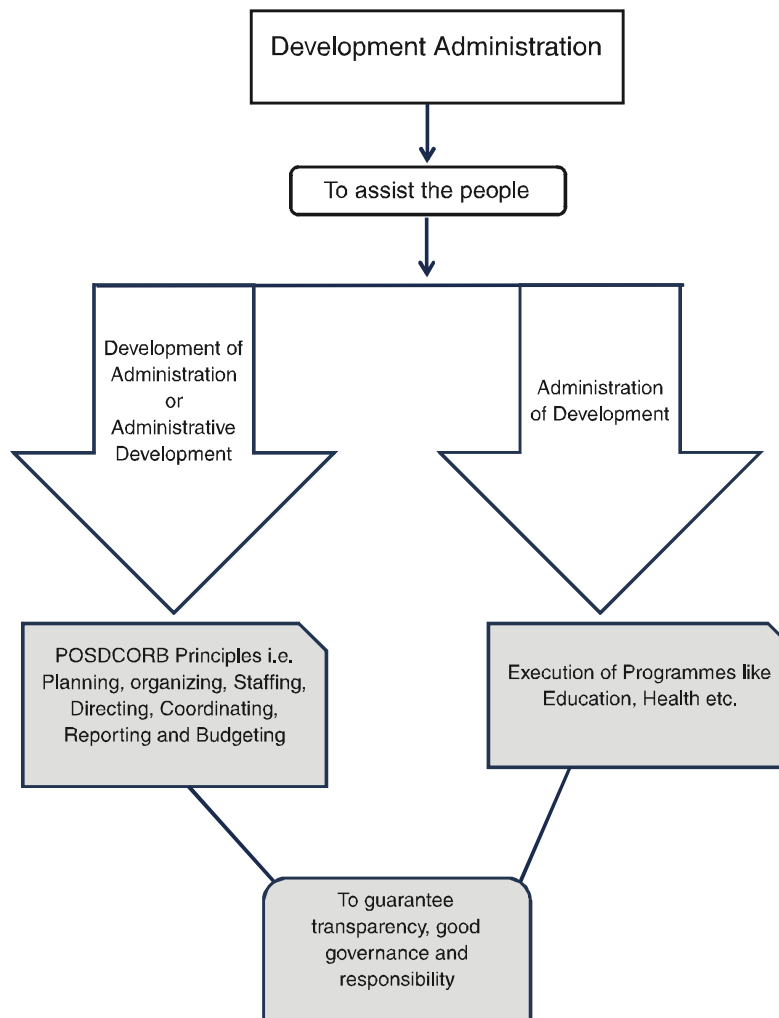 Development Administration
To assist the people
Development of
Administration
or
Administrative
Development
Administration
of Development
POSDCORB Principles i.e.
Planning, organizing, Staffing,
Directing, Coordinating,
Reporting and Budgeting
Execution of Programmes like
Education, Health etc.
To guarantee
transparency, good
governance and
responsibility